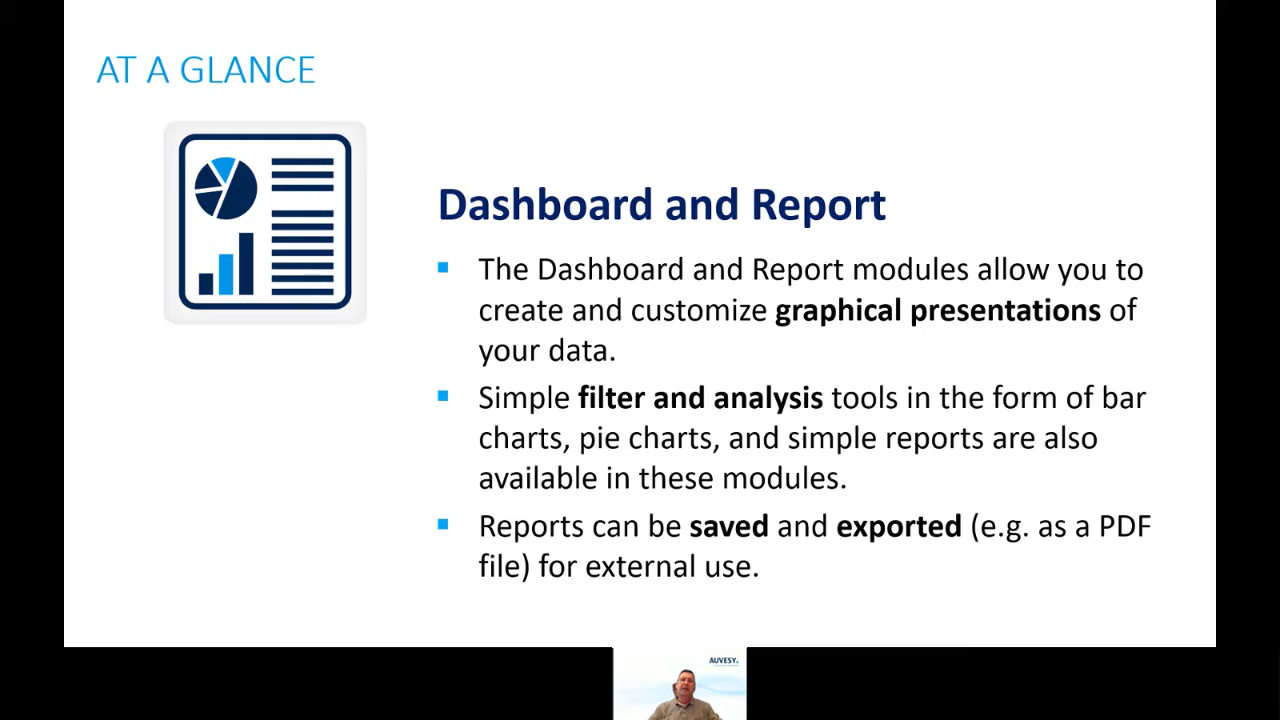 AT A GLANCE
Dashboard and Report
The Dashboard and Report modules allow you to
create and customize graphical presentations of
your data.
Simple filter and analysis tools in the form of bar
charts, pie charts, and simple reports are also
available in these modules.
Reports can be saved and exported (e.g. as a PDF
file) for external use.
AUVESY